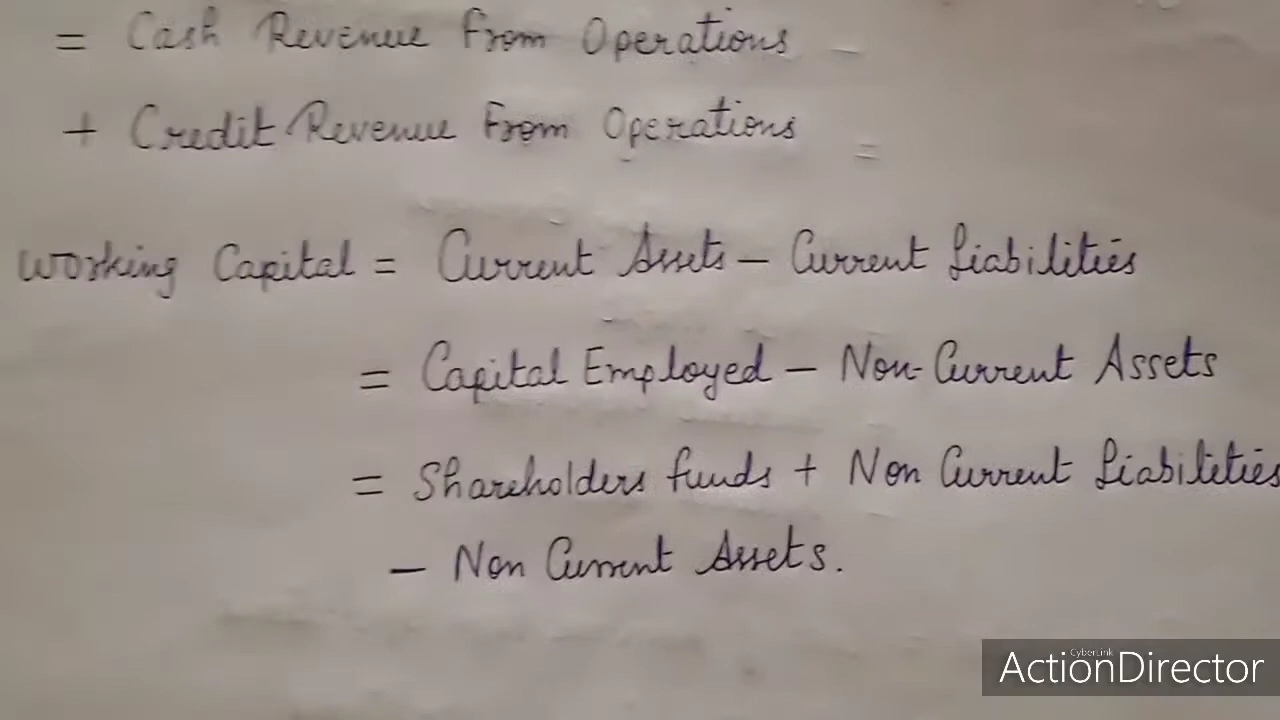 = Cash Revenue From Operations
+ Credit Revenue From Operations =
Working Capital = Current Assets - Current Liabilities
= Capital Employed - Non-Current Assets
= Shareholders funds + Non Current Liabilities
- Non Current Assets.
CyberLink
ActionDirector